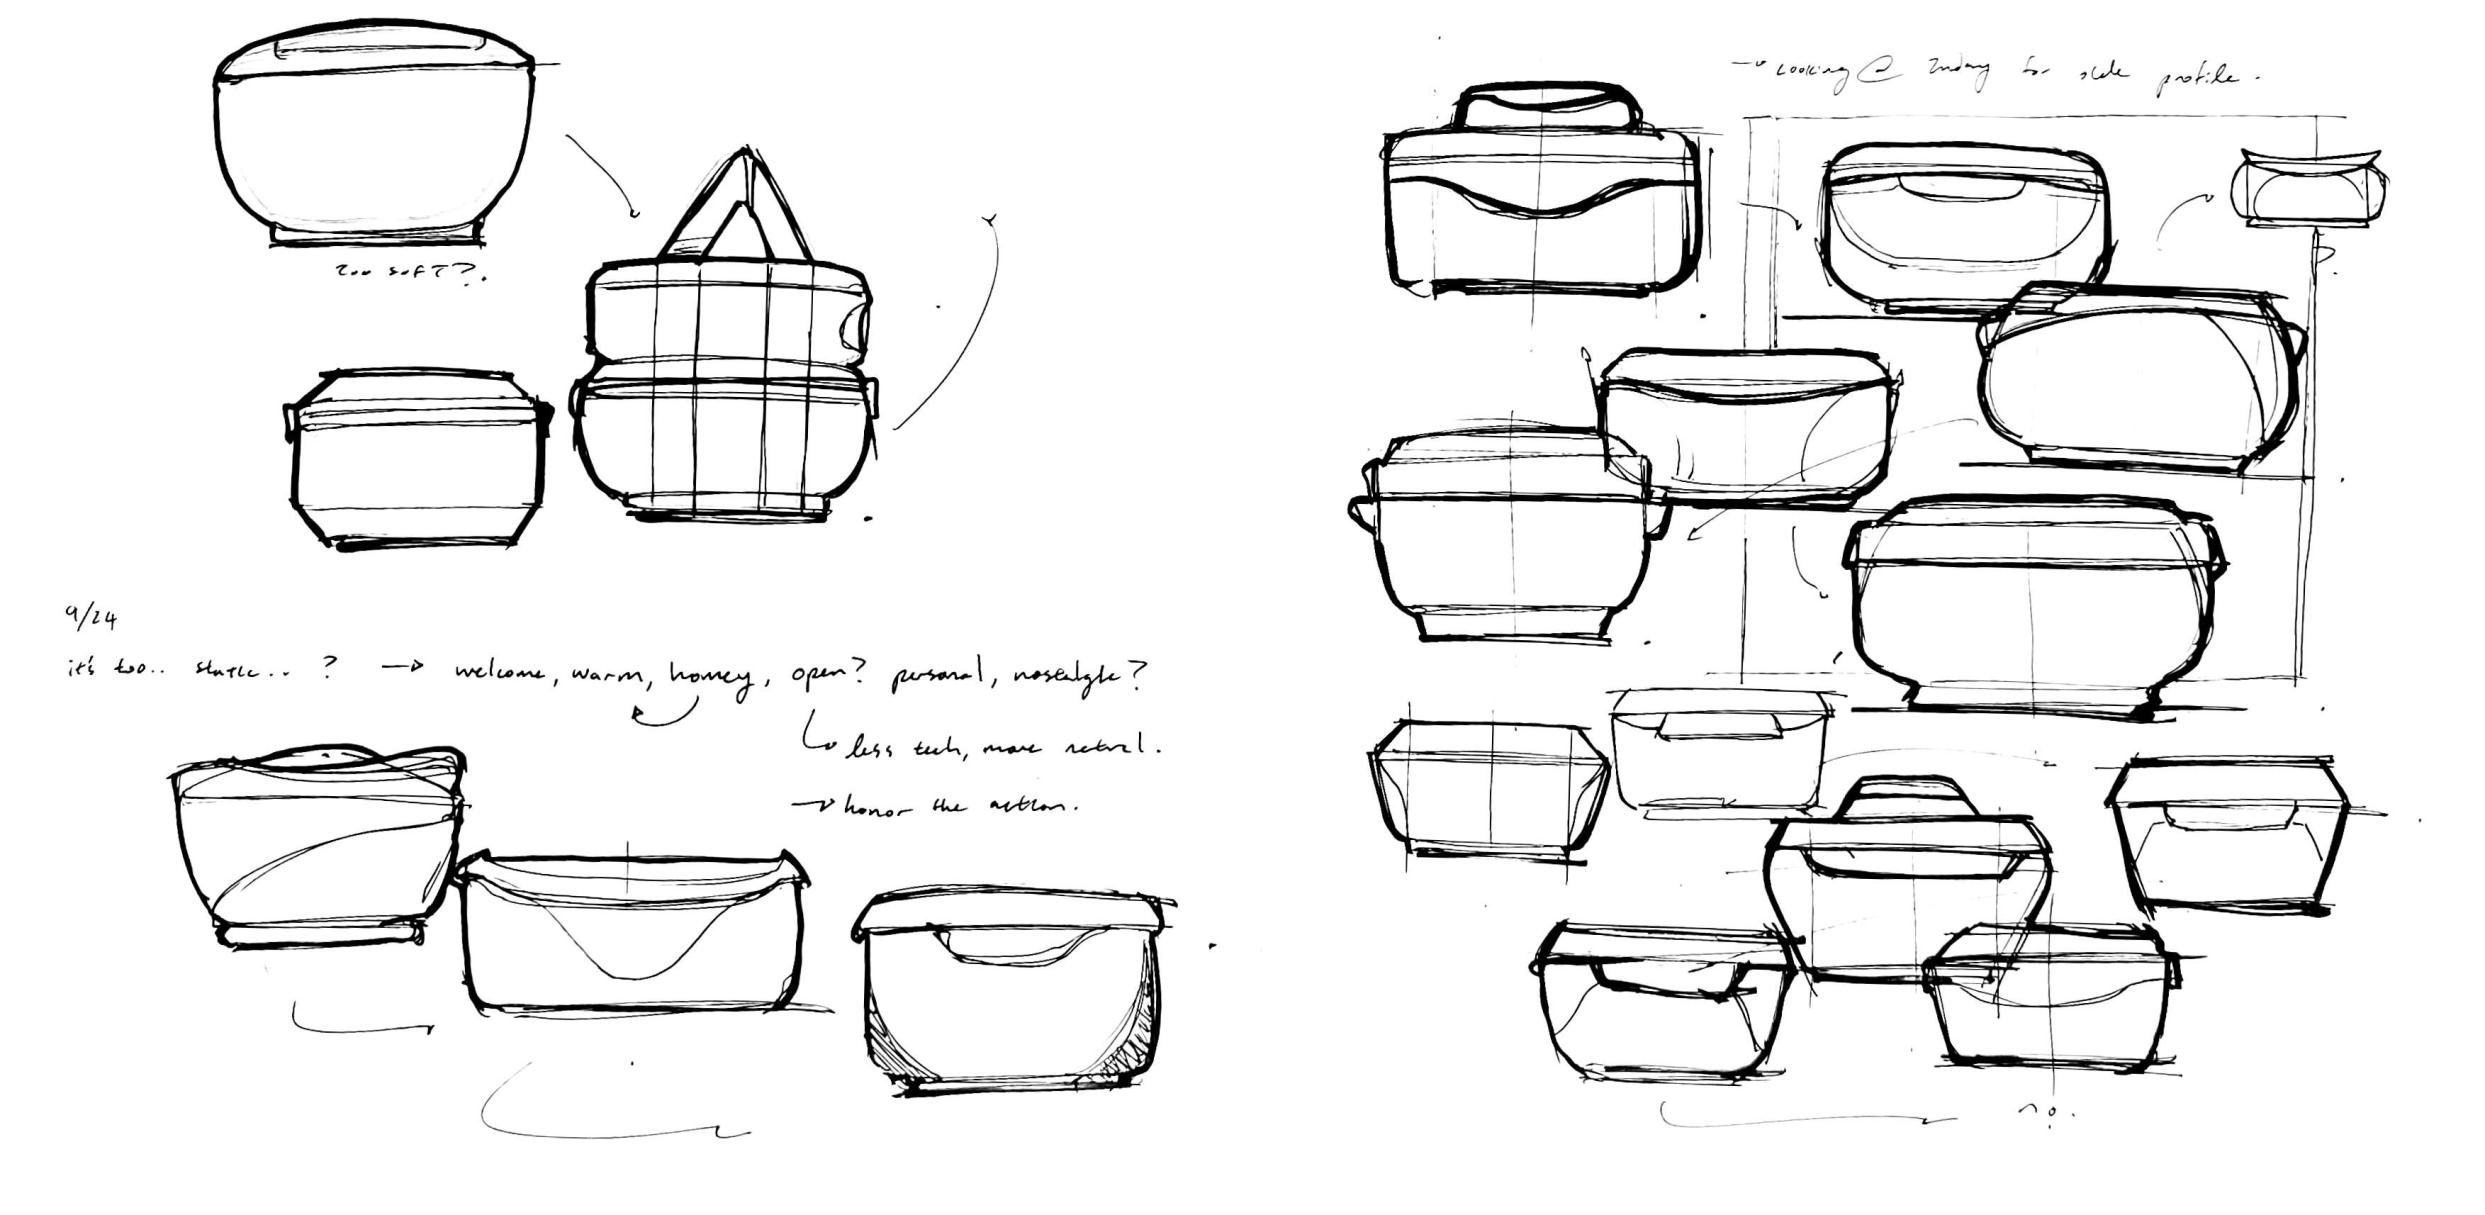 too soft?.
9/24
it's too.. static.. ? → welcome, warm, homey, open? personal, nostalgic?
↳ less tech, more natural.
→ honor the action.
→ Looking @ for side profile.
no.